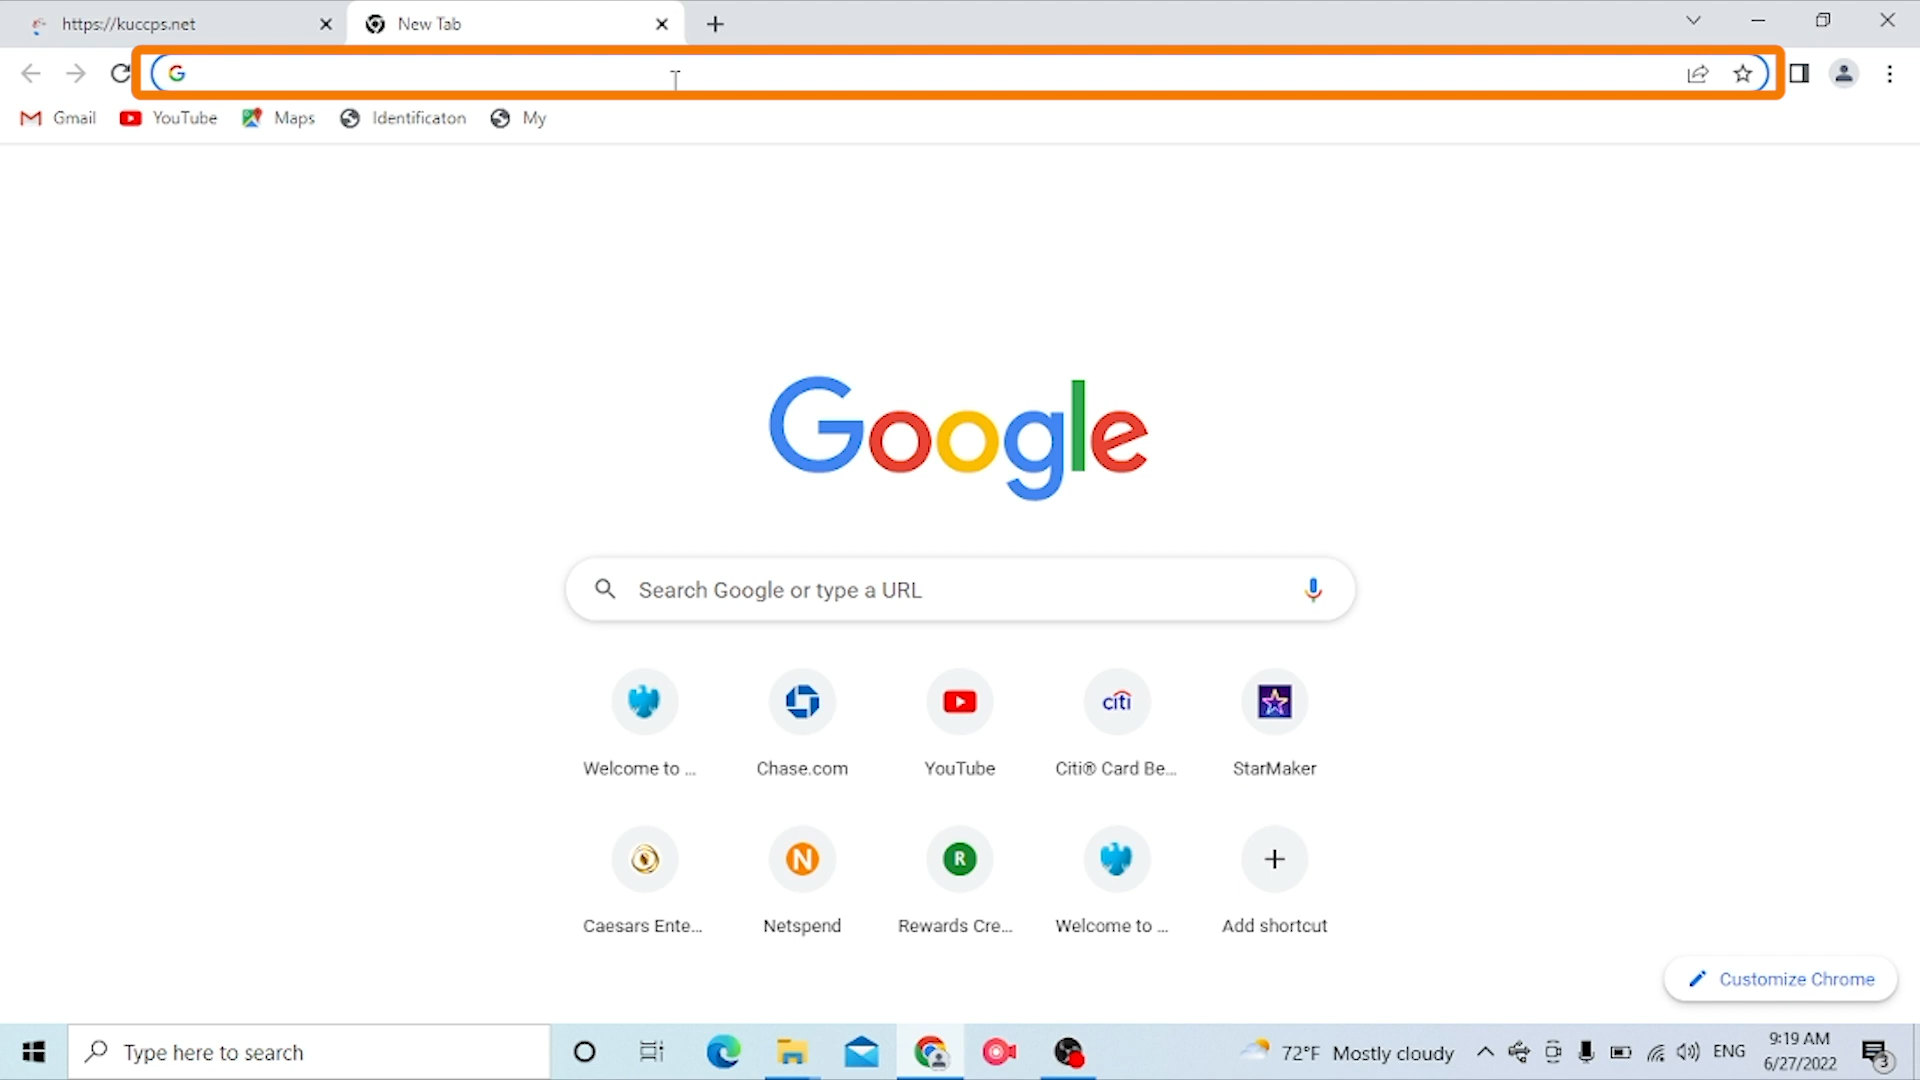 https://kuccps.net
New Tab
G
Gmail
YouTube
Maps
Identificaton
My
Google
Search Google or type a URL
citi
Welcome to ...
Chase.com
YouTube
Citi® Card Be...
StarMaker
N
R
Caesars Ente...
Netspend
Rewards Cre...
Welcome to ...
Add shortcut
Customize Chrome
Type here to search
72°F Mostly cloudy
ENG
9:19 AM
6/27/2022
3